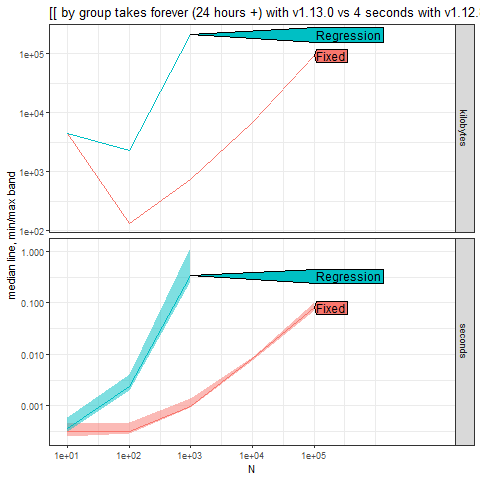 [[ by group takes forever (24 hours +) with v1.13.0 vs 4 seconds with v1.12.
1e+05
1e+04
1e+03
1e+02
Regression
Fixed
kilobytes
median line, min/max band
1.000
0.100
0.010
0.001
Regression
Fixed
seconds
1e+01
1e+02
1e+03
1e+04
1e+05
N